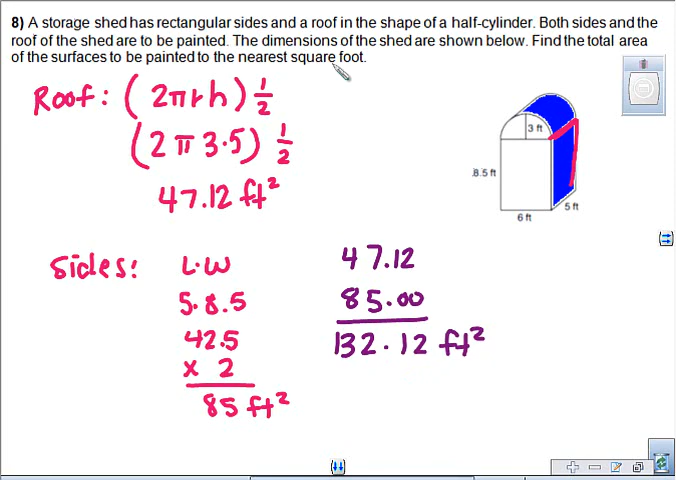 8) A storage shed has rectangular sides and a roof in the shape of a half-cylinder. Both sides and the
roof of the shed are to be painted. The dimensions of the shed are shown below. Find the total area
of the surfaces to be painted to the nearest square foot.
Roof: (2πrh) 1/2
(2π3·5) 1/2
47.12 ft²
3 ft
8.5 ft
5 ft
6 ft
Sides: L·W
5·8.5
42.5
x 2
85 ft²
47.12
85.00
132.12 ft²